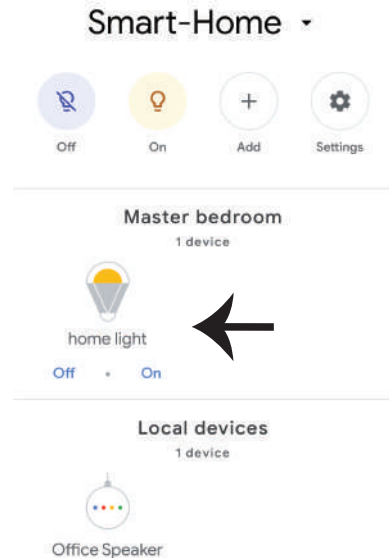 Smart-Home
Off On Add Settings
Master bedroom
1 device
home light
Off • On
Local devices
1 device
Office Speaker